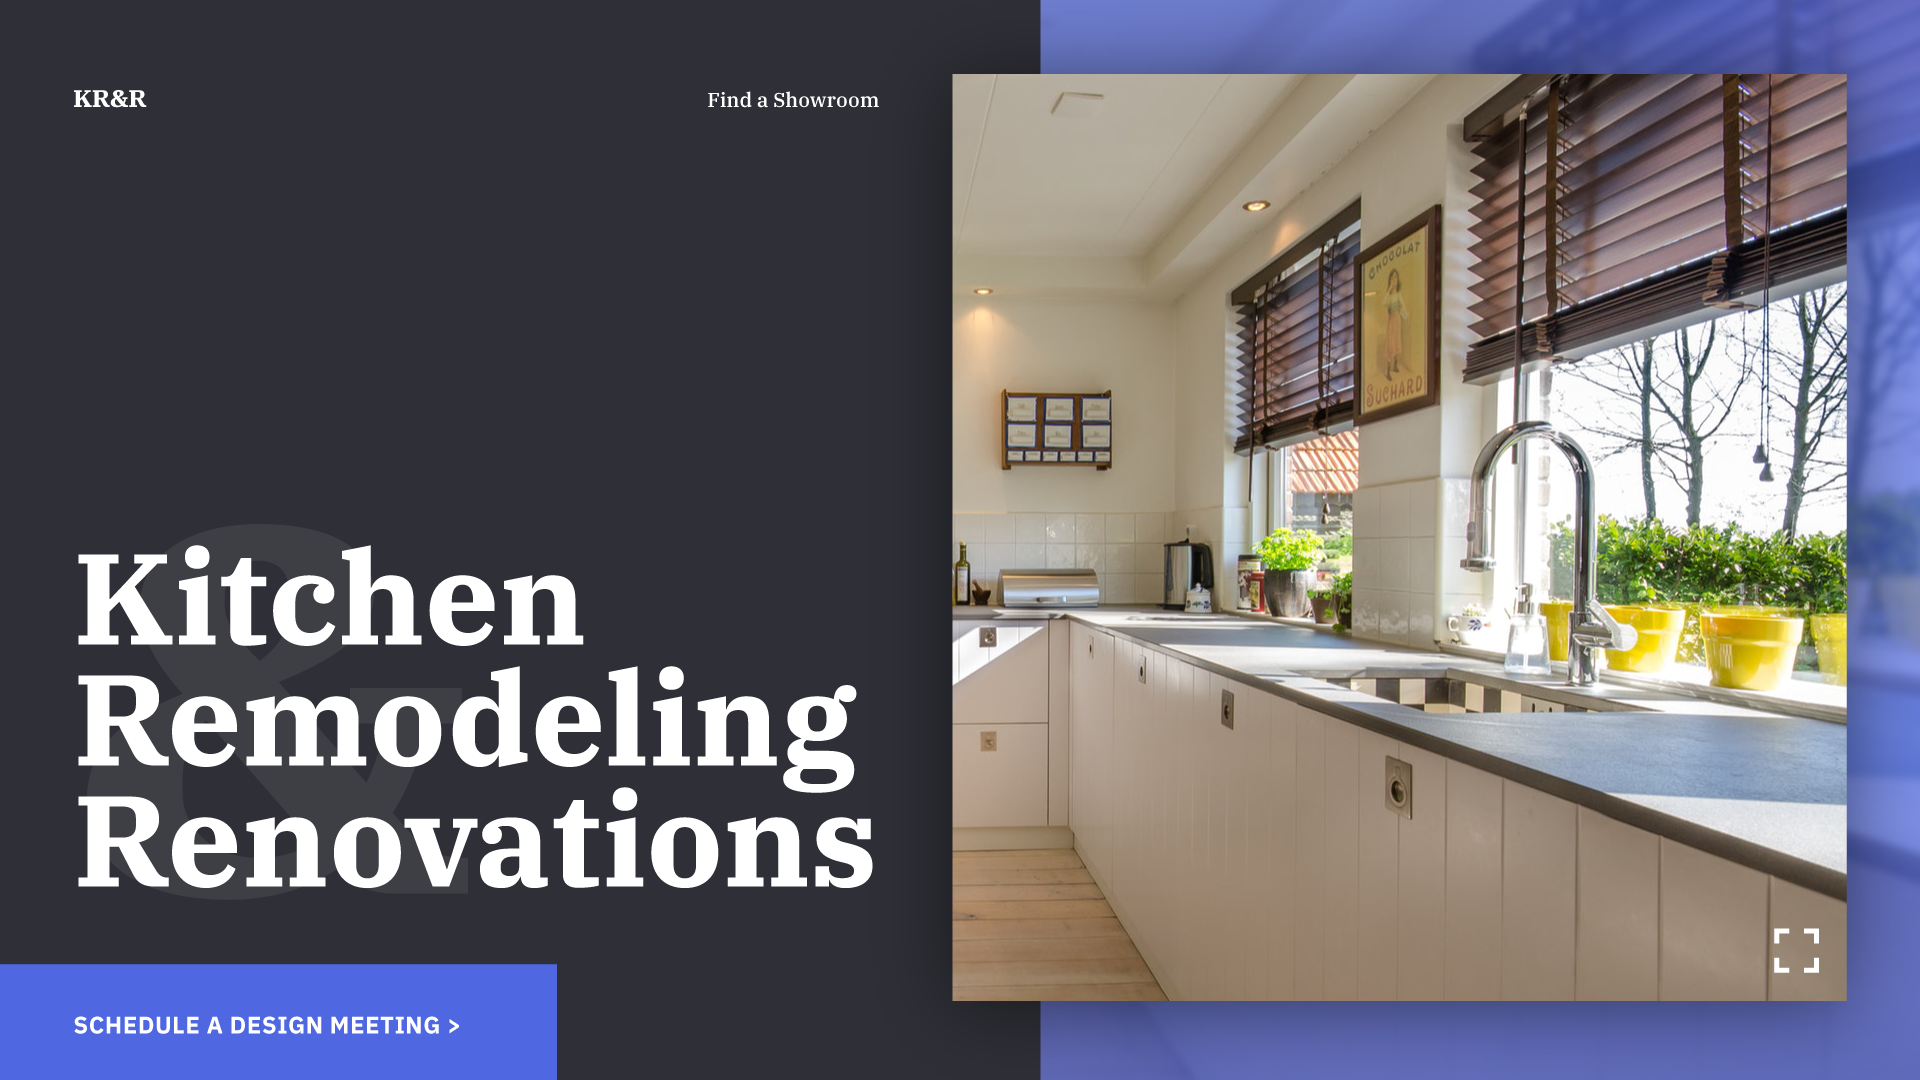 KR&R
Find a Showroom
CHOCOLAT
SUCHARD
&
Kitchen
Remodeling
Renovations
SCHEDULE A DESIGN MEETING >